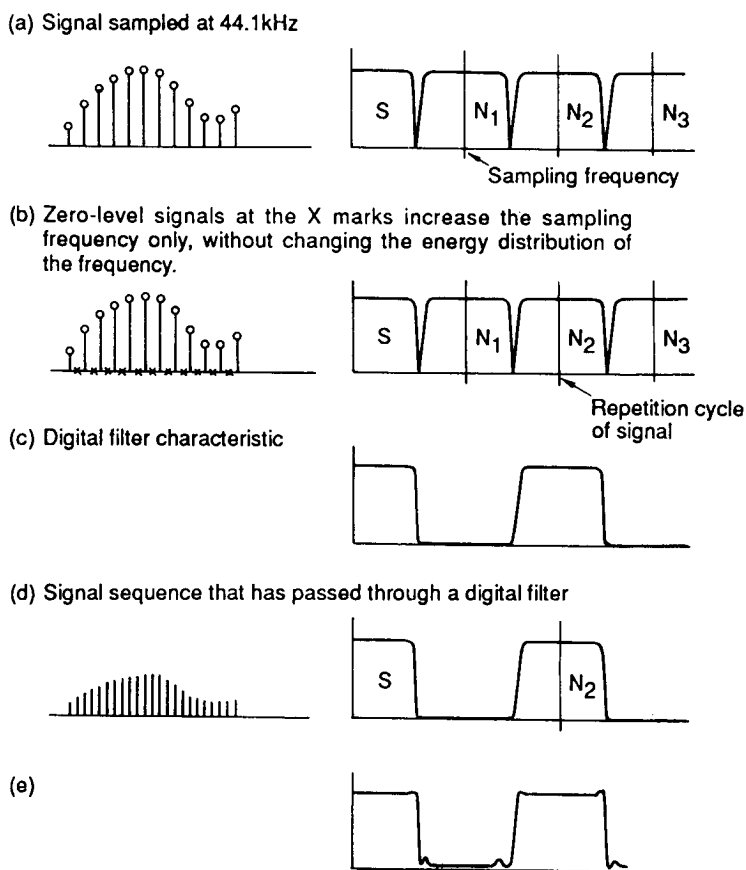 (a) Signal sampled at 44.1kHz
S
N1
N2
N3
Sampling frequency
(b) Zero-level signals at the X marks increase the sampling
frequency only, without changing the energy distribution of
the frequency.
S
N1
N2
N3
Repetition cycle
of signal
(c) Digital filter characteristic
(d) Signal sequence that has passed through a digital filter
S
N2
(e)